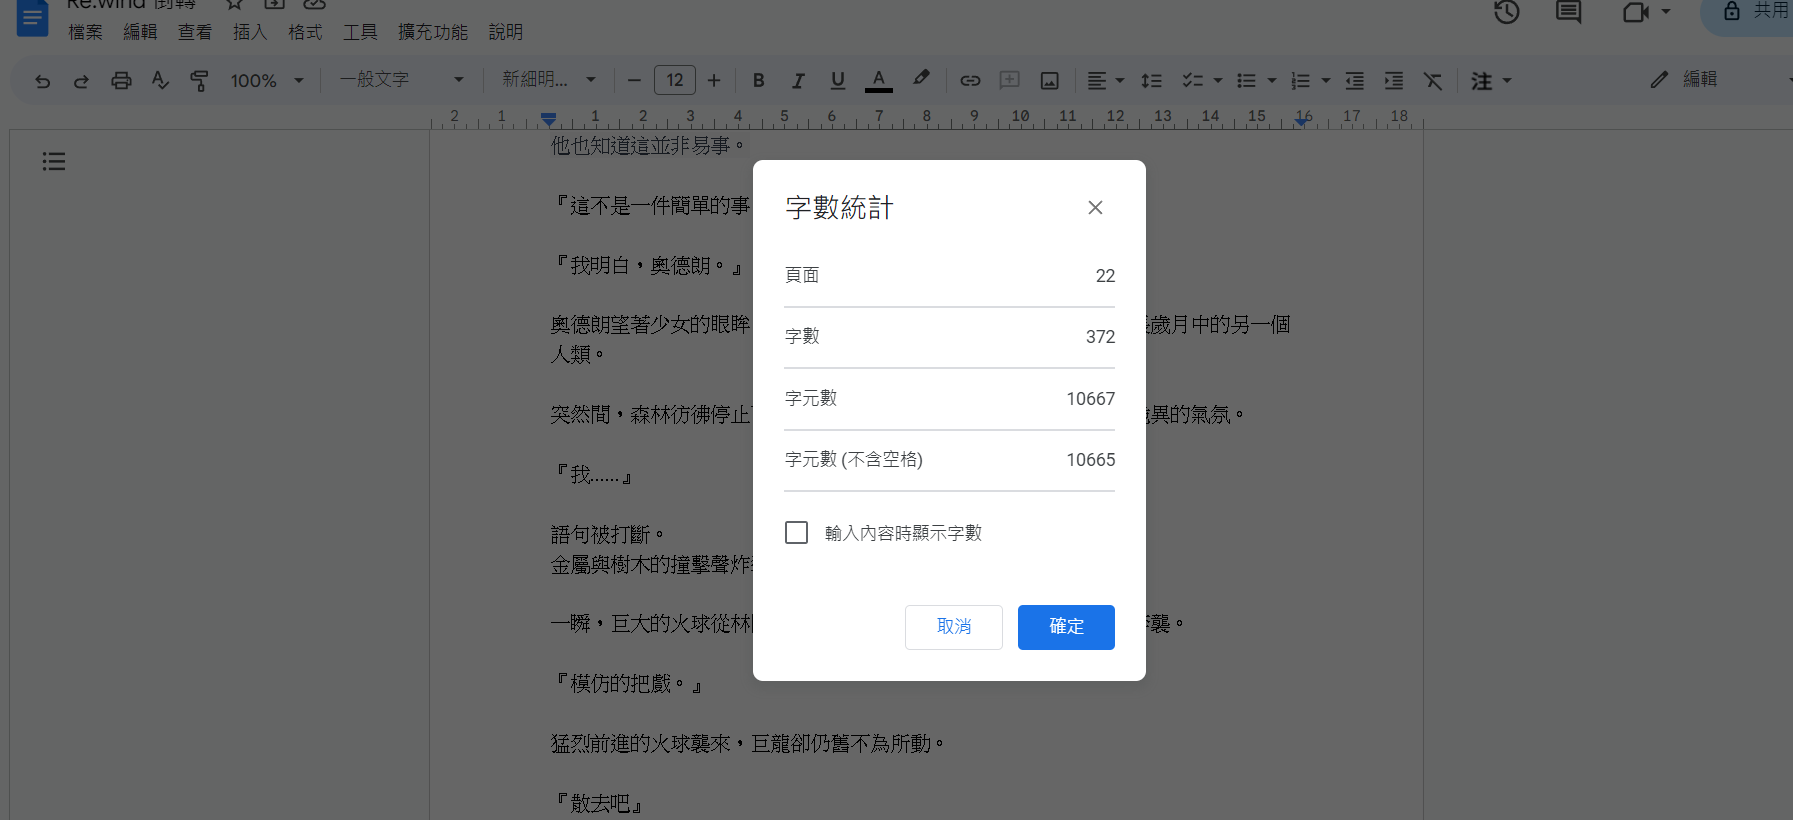 Re:wind 倒轉
檔案 編輯 查看 插入 格式 工具 擴充功能 說明
共用
100% 一般文字 新細明... 12 B I U A 注 編輯
2 1 1 2 3 4 5 6 7 8 9 10 11 12 13 14 15 16 17 18
他也知道這並非易事。
『這不是一件簡單的事
『我明白，奧德朗。』
奧德朗望著少女的眼眸 歲月中的另一個
人類。
突然間，森林彷彿停止 異的氣氛。
『我......』
語句被打斷。
金屬與樹木的撞擊聲炸
一瞬，巨大的火球從林 襲。
『模仿的把戲。』
猛烈前進的火球襲來，巨龍卻仍舊不為所動。
『散去吧』
字數統計
頁面 22
字數 372
字元數 10667
字元數 (不含空格) 10665
輸入內容時顯示字數
取消 確定